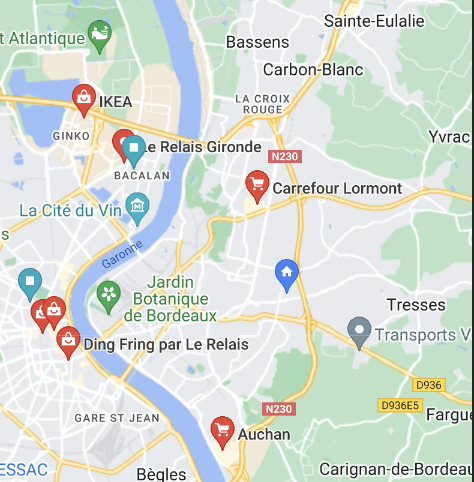 Sainte-Eulalie
t Atlantique
Bassens
Carbon-Blanc
IKEA
LA CROIX
ROUGE
GINKO
Yvrac
Le Relais Gironde
N230
BACALAN
Carrefour Lormont
La Cité du Vin
s
Garonne
Jardin
Botanique
de Bordeaux
Tresses
Transports V
Ding Fring par Le Relais
D936
D936E5
N230
Fargue
GARE ST JEAN
Auchan
ESSAC
Bègles
Carignan-de-Bordeau